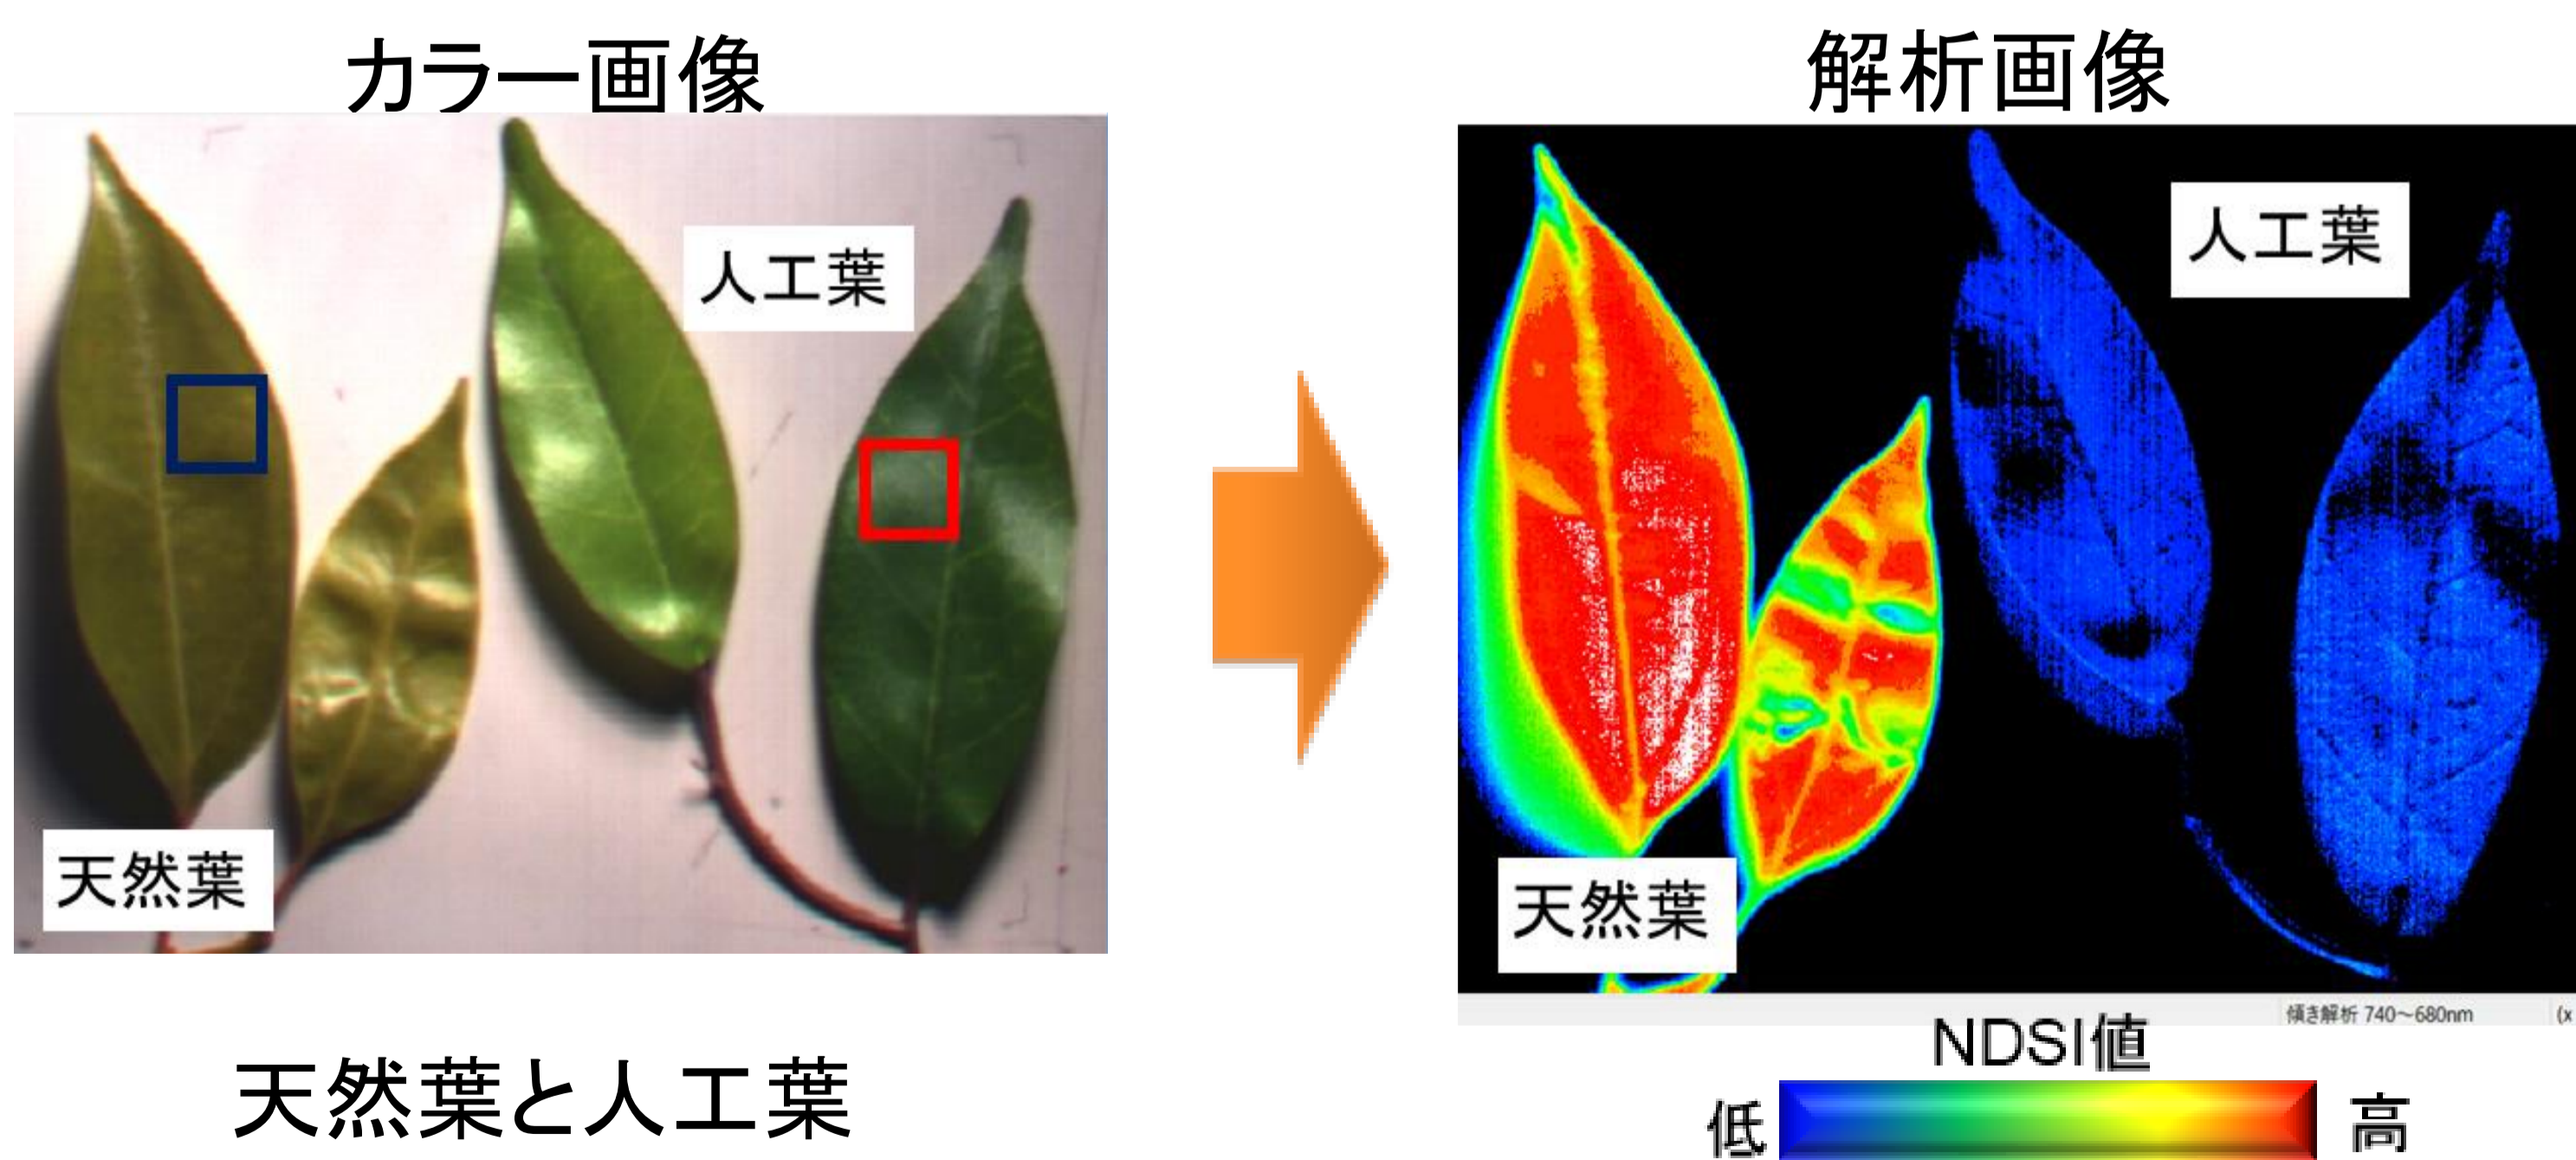 カラー画像
解析画像
人工葉
天然葉
人工葉
天然葉
傾き解析 740～680nm
(x
NDSI値
低
高
天然葉と人工葉